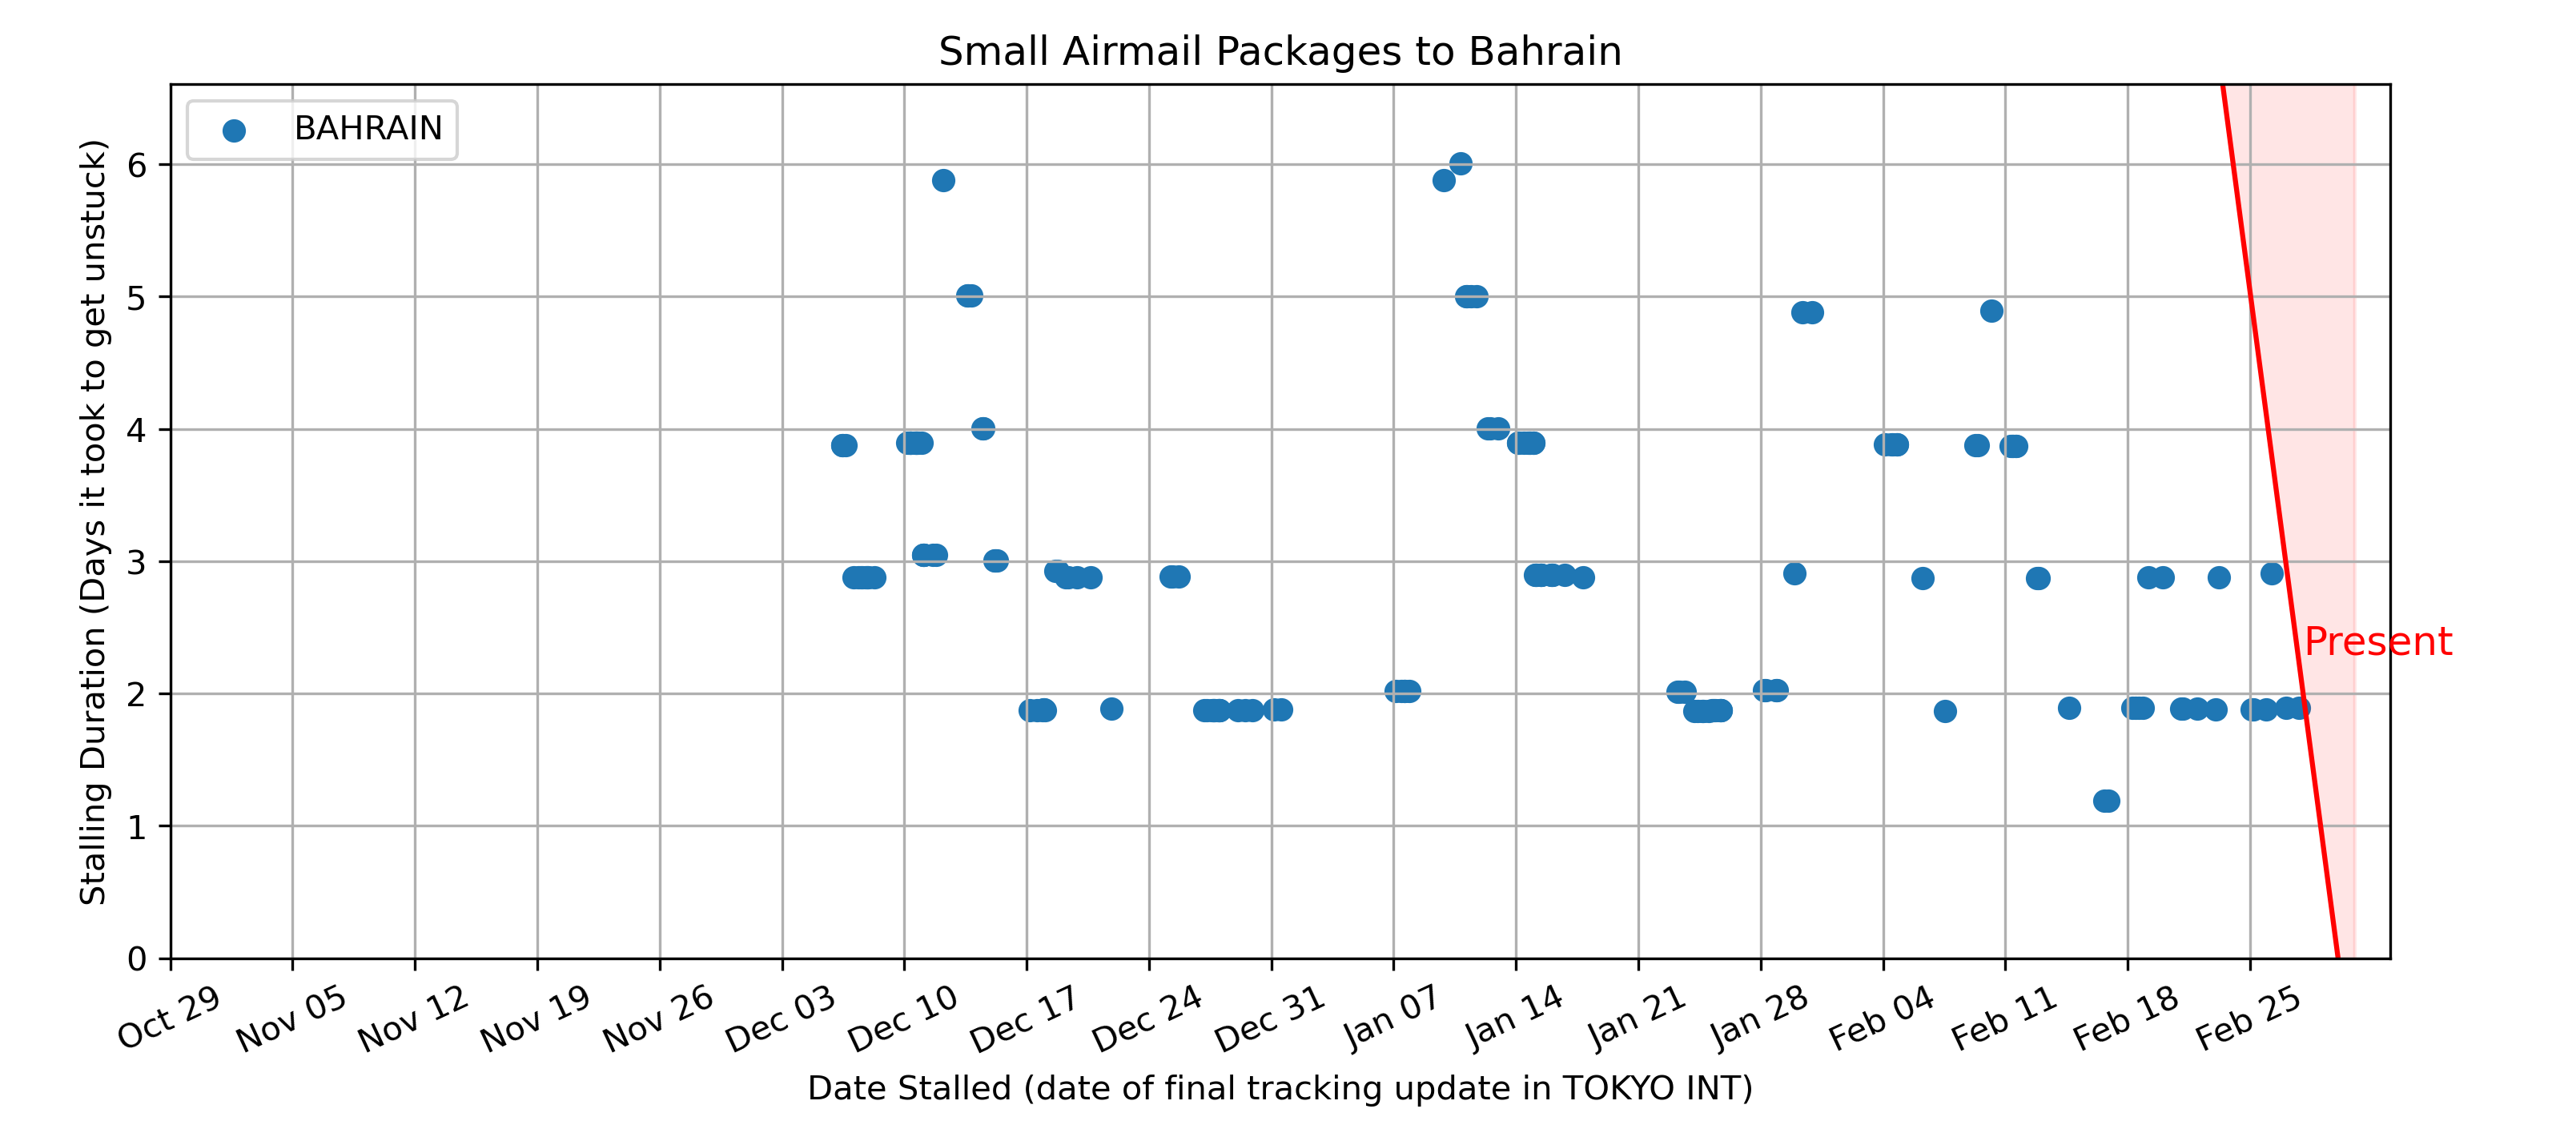 Small Airmail Packages to Bahrain
BAHRAIN
Stalling Duration (Days it took to get unstuck)
6
5
4
3
2
1
0
Present
Oct 29
Nov 05
Nov 12
Nov 19
Nov 26
Dec 03
Dec 10
Dec 17
Dec 24
Dec 31
Jan 07
Jan 14
Jan 21
Jan 28
Feb 04
Feb 11
Feb 18
Feb 25
Date Stalled (date of final tracking update in TOKYO INT)